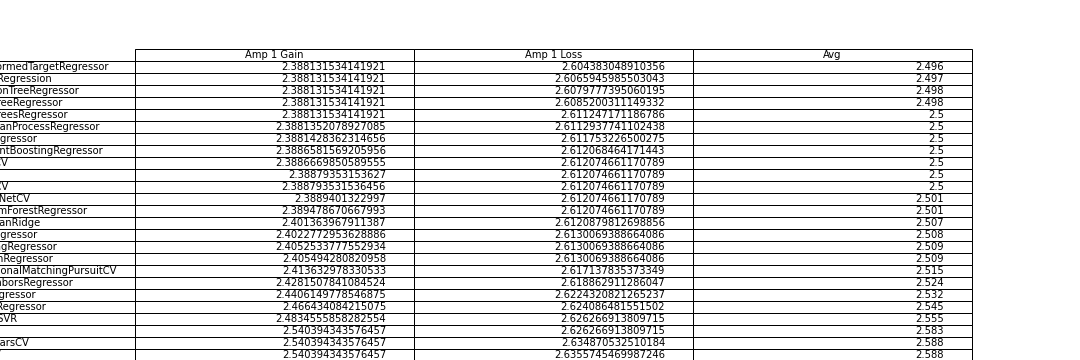 Amp 1 Gain Amp 1 Loss Avg
ormedTargetRegressor 2.388131534141921 2.604383048910356 2.496
Regression 2.388131534141921 2.6065945985503043 2.497
onTreeRegressor 2.388131534141921 2.6079777395060195 2.498
reeRegressor 2.388131534141921 2.6085200311149332 2.498
reesRegressor 2.388131534141921 2.611247171186786 2.5
anProcessRegressor 2.3881352078927085 2.6112937741102438 2.5
gressor 2.3881428362314656 2.611753226500275 2.5
ntBoostingRegressor 2.3886581569205956 2.612068464171443 2.5
CV 2.3886669850589555 2.612074661170789 2.5
2.38879353153627 2.612074661170789 2.5
CV 2.388793531536456 2.612074661170789 2.5
NetCV 2.3889401322997 2.612074661170789 2.501
mForestRegressor 2.389478670667993 2.612074661170789 2.501
anRidge 2.401363967911387 2.6120879812698856 2.507
egressor 2.4022772953628886 2.6130069388664086 2.508
gRegressor 2.4052533777552934 2.6130069388664086 2.509
nRegressor 2.405494280820958 2.6130069388664086 2.509
onalMatchingPursuitCV 2.413632978330533 2.617137835373349 2.515
borsRegressor 2.4281507841084524 2.618862911286047 2.524
gressor 2.4406149778546875 2.6224320821265237 2.532
Regressor 2.466434084215075 2.624086481551502 2.545
SVR 2.4834555858282554 2.626266913809715 2.555
2.540394343576457 2.626266913809715 2.583
arsCV 2.540394343576457 2.634870532510184 2.588
2.540394343576457 2.6355745469987246 2.588